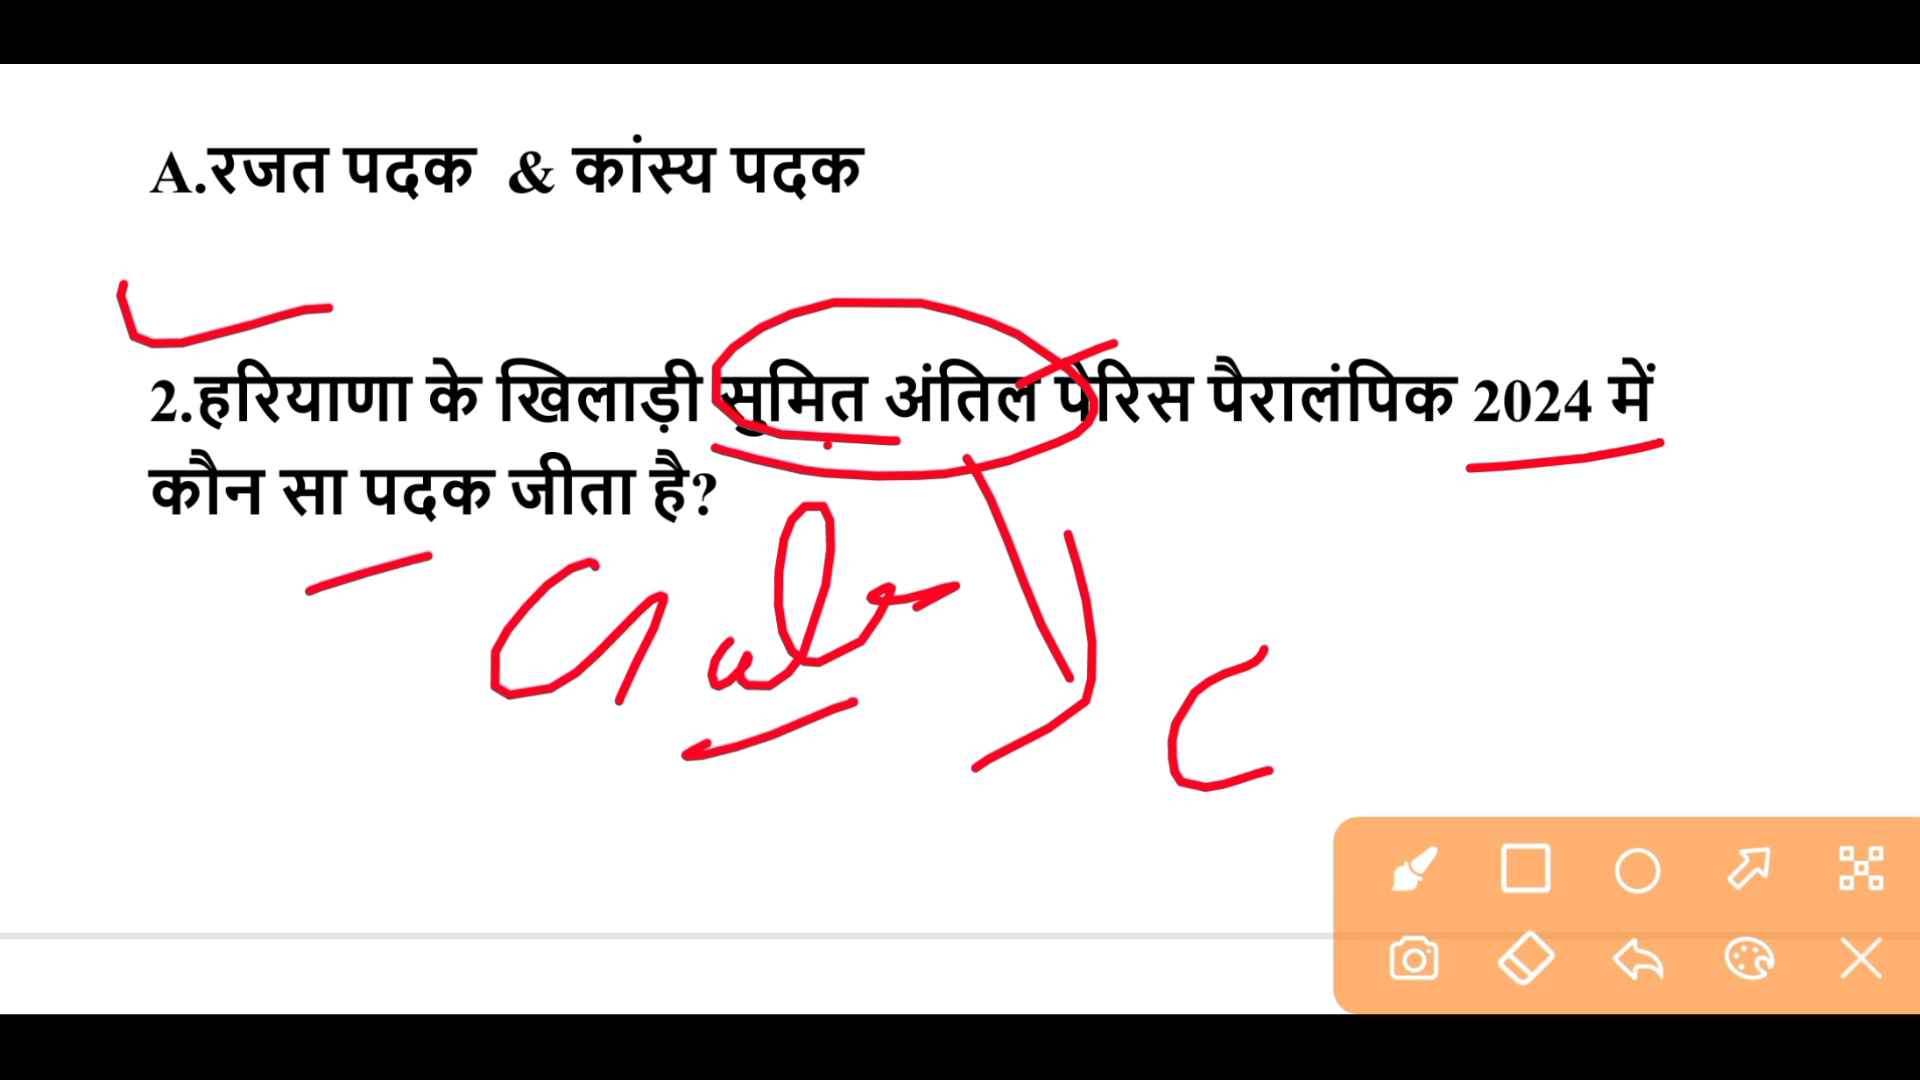 A.रजत पदक & कांस्य पदक
2.हरियाणा के खिलाड़ी सुमित अंतिल पेरिस पैरालंपिक 2024 में
कौन सा पदक जीता है?
C